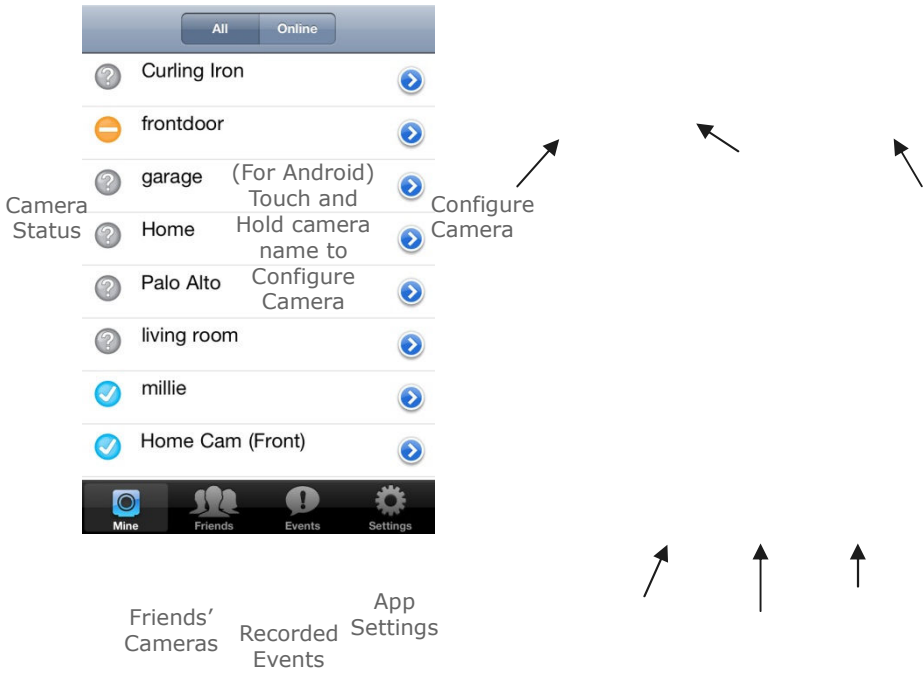 All Online
Curling Iron
frontdoor
garage
Home
Palo Alto
living room
millie
Home Cam (Front)
Mine Friends Events Settings
Camera
Status
(For Android)
Touch and
Hold camera
name to
Configure
Camera
Configure
Camera
Friends’
Cameras
Recorded
Events
App
Settings